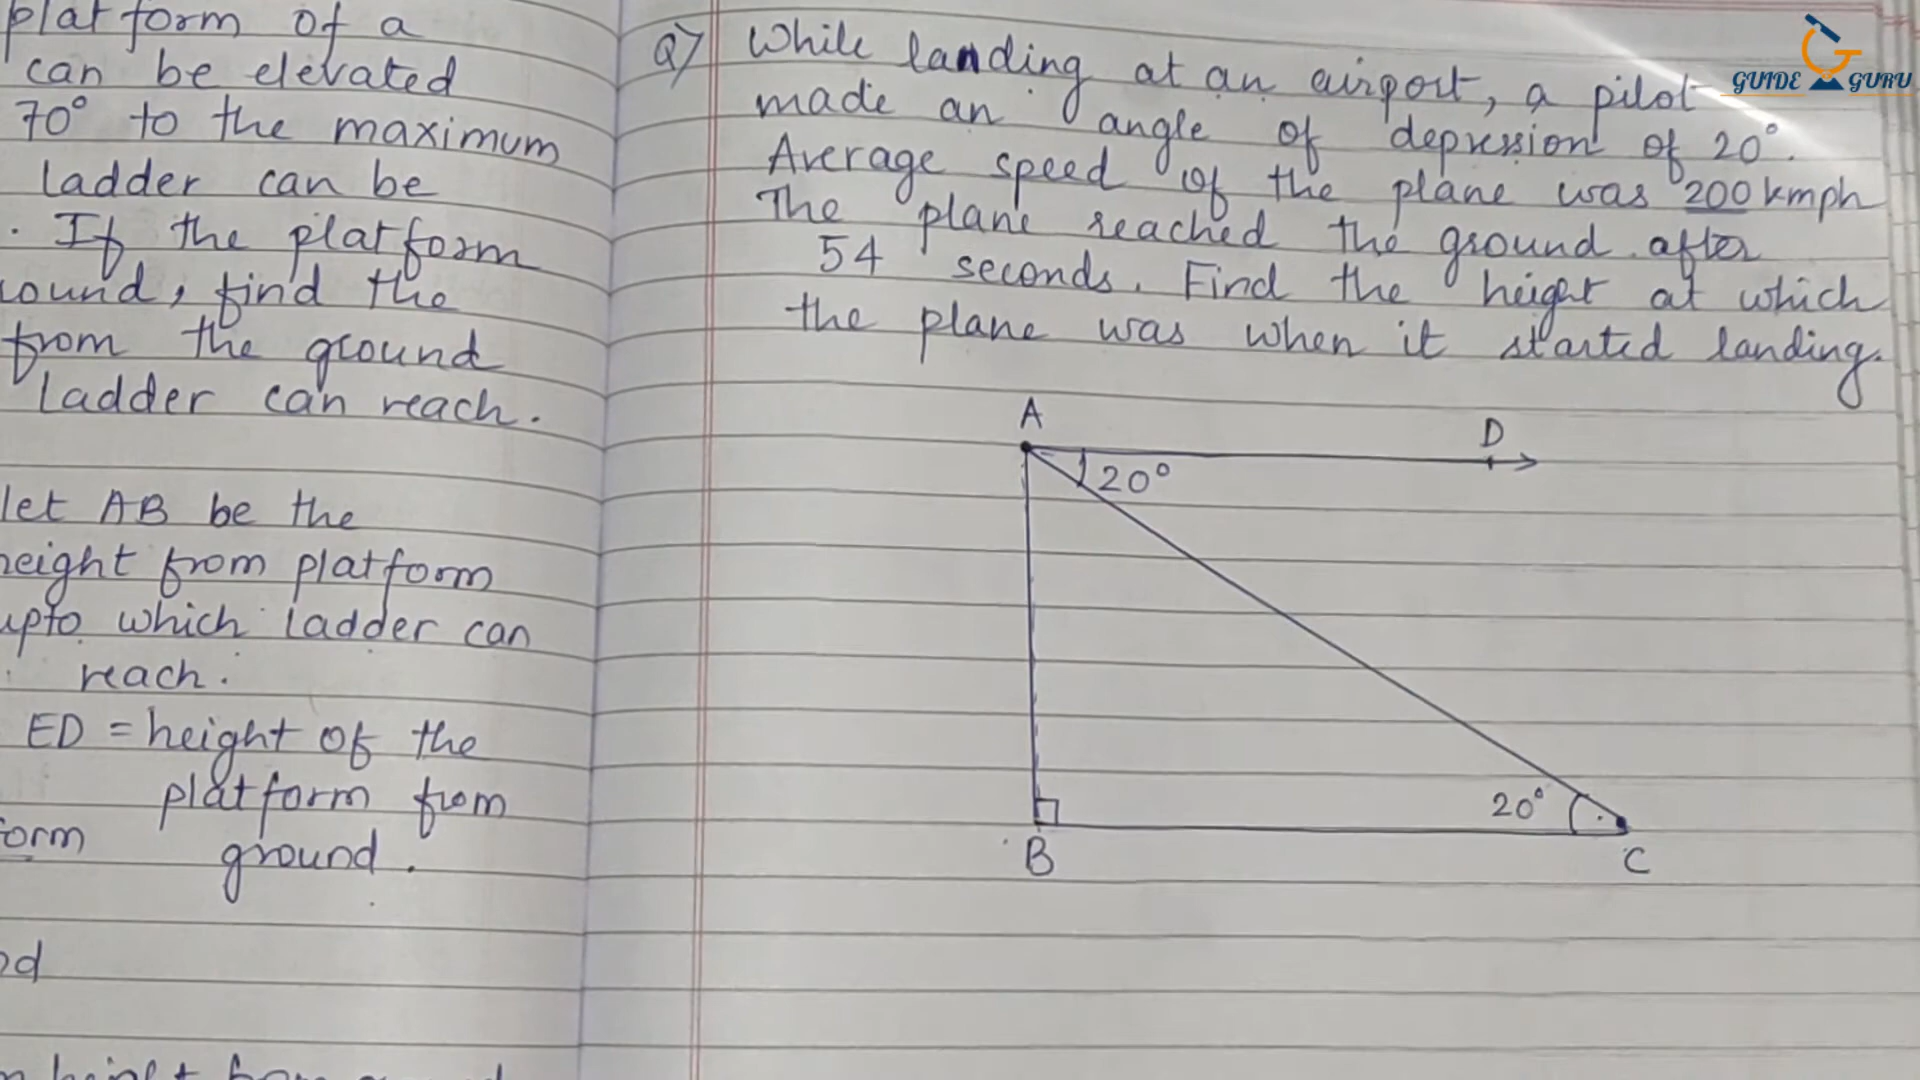 platform of a
can be elevated
70° to the maximum
ladder can be
. If the platform
ound, find the
from the ground
ladder can reach.
let AB be the
height from platform
upto which ladder can
reach.
ED = height of the
platform from
form ground.
Q7 While landing at an airport, a pilot
made an angle of depression of 20°.
Average speed of the plane was 200 kmph
The plane reached the ground after
54 seconds. Find the height at which
the plane was when it started landing.
A
D
20°
20°
B
C
GUIDE GURU